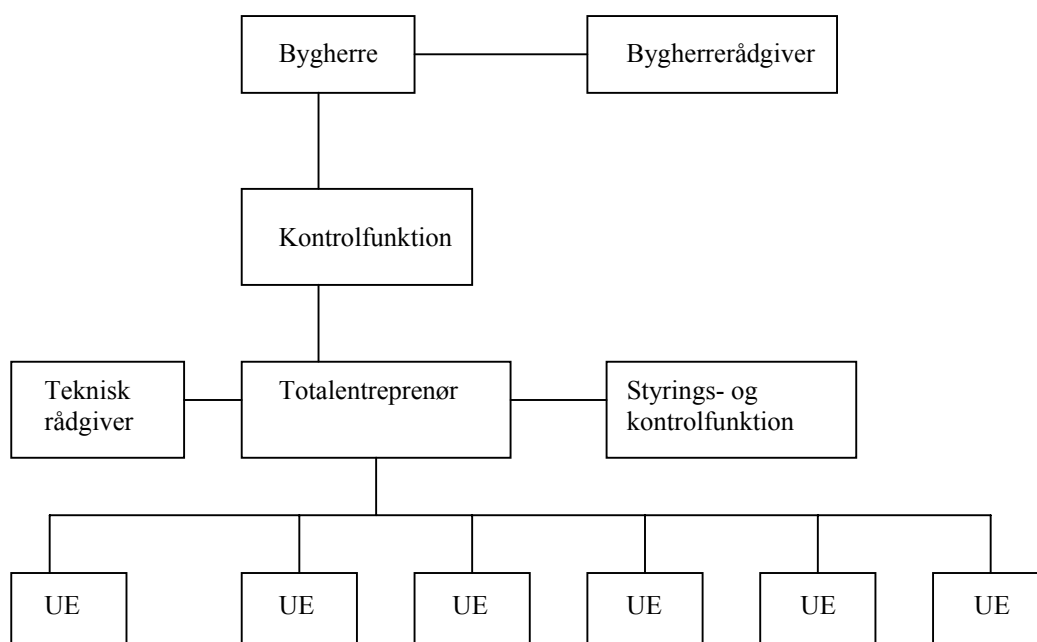 Bygherre
Bygherrerådgiver
Kontrolfunktion
Teknisk
rådgiver
Totalentreprenør
Styrings- og
kontrolfunktion
UE
UE
UE
UE
UE
UE